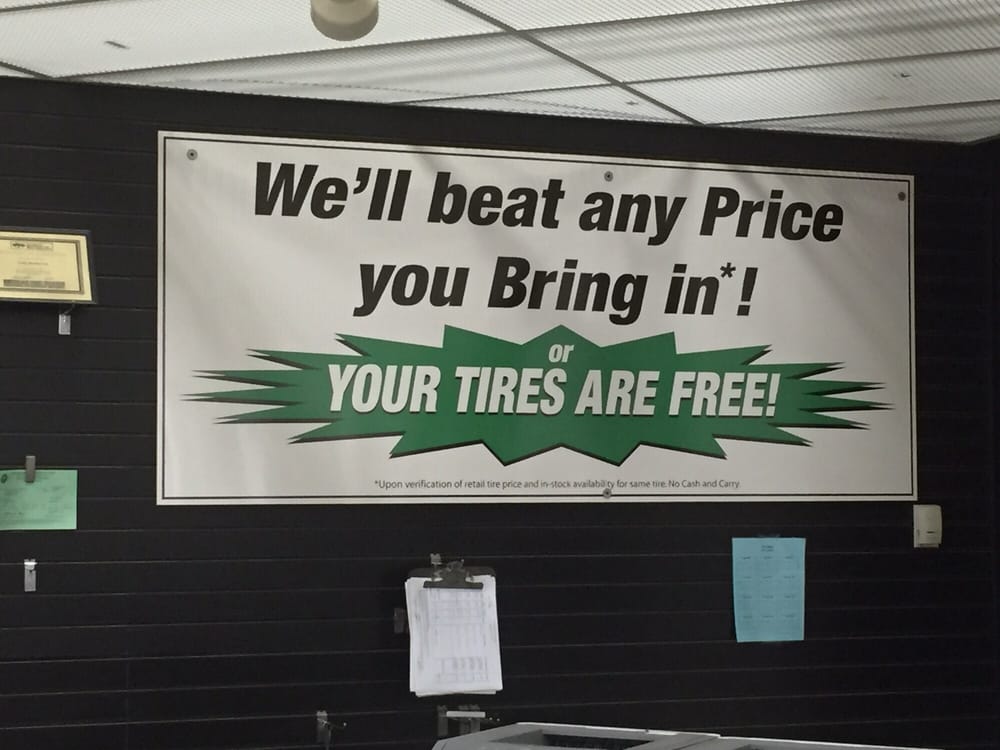 We'll beat any Price
you Bring in*!
or
YOUR TIRES ARE FREE!
*Upon verification of retail tire price and in-stock availability for same tire. No Cash and Carry.